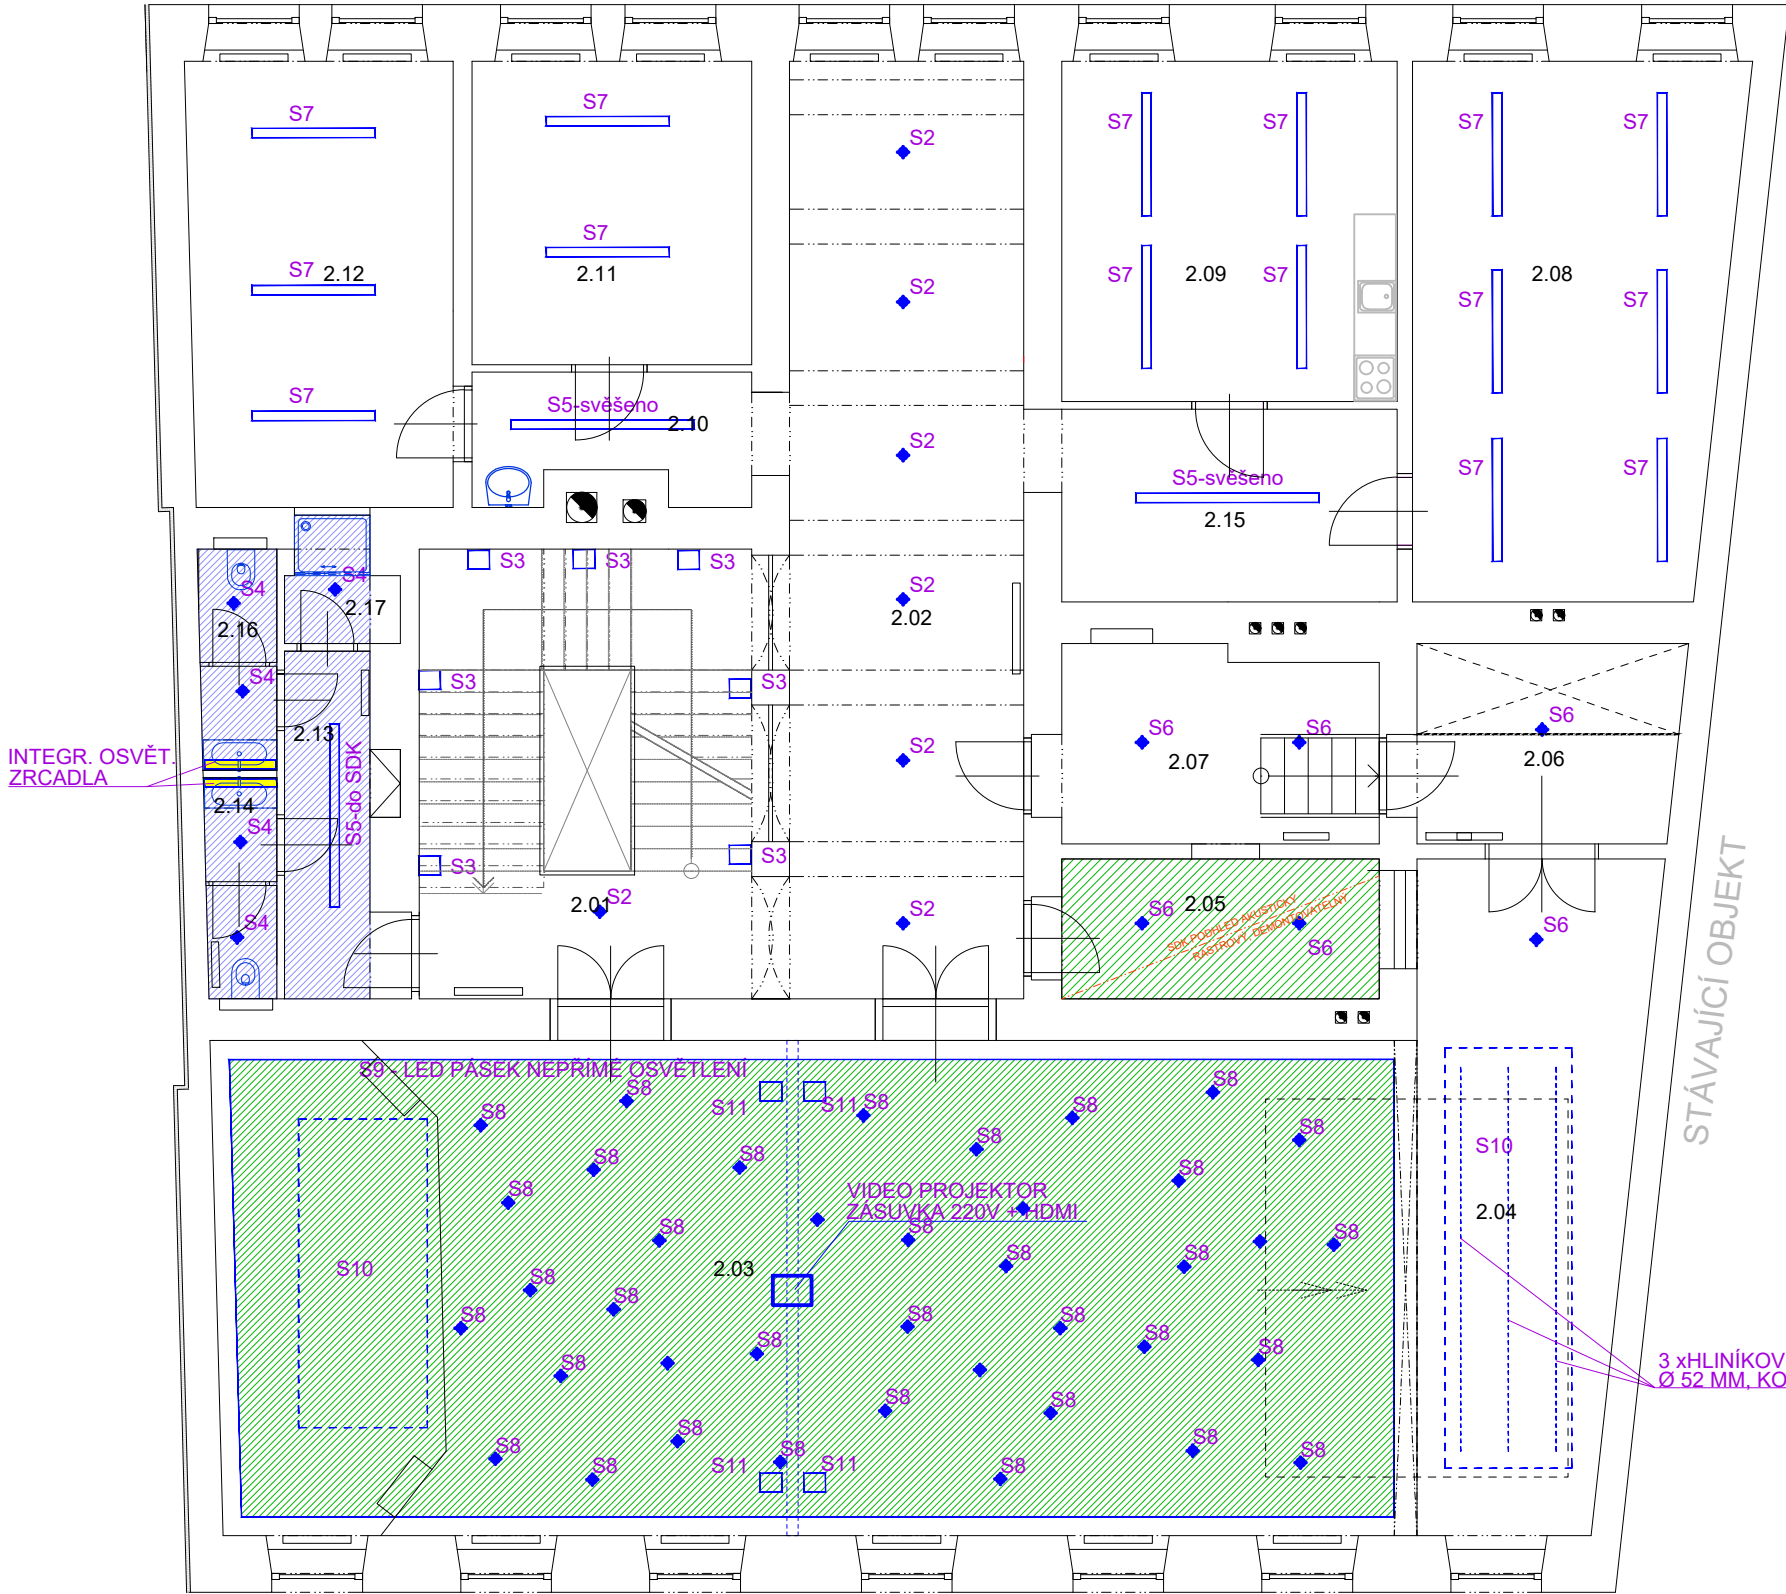 S7
S7
S2
S7
S7
S7
S7
S7
S7
2.12
2.11
S2
S7
2.09
S7
S7
2.08
S7
S7
S5-svěšeno
2.10
S2
S5-svěšeno
2.15
S7
S7
S3
S3
S3
S4
S4
2.17
2.16
S2
2.02
S4
S3
S3
2.13
S6
S6
S6
INTEGR. OSVĚT.
ZRCADLA
S5-do SDK
S2
2.07
2.06
2.14
S4
S3
S3
STÁVAJÍCÍ OBJEKT
2.01
S2
S2
S6
2.05
S6
S6
S4
SDK PODHLED AKUSTICKÝ
RASTROVÝ, DEMONTOVATELNÝ
S9 - LED PÁSEK NEPŘÍMÉ OSVĚTLENÍ
S8
S8
S11
S11
S8
S8
S8
S8
S8
S8
S8
S8
S10
S8
S8
VIDEO PROJEKTOR
ZÁSUVKA 220V + HDMI
2.04
S8
S8
S8
S10
2.03
S8
S8
S8
S8
S8
S8
S8
S8
S8
S8
S8
3 xHLINÍKOV
Ø 52 MM, KO
S8
S8
S8
S8
S8
S8
S8
S8
S11
S11
S8
S8